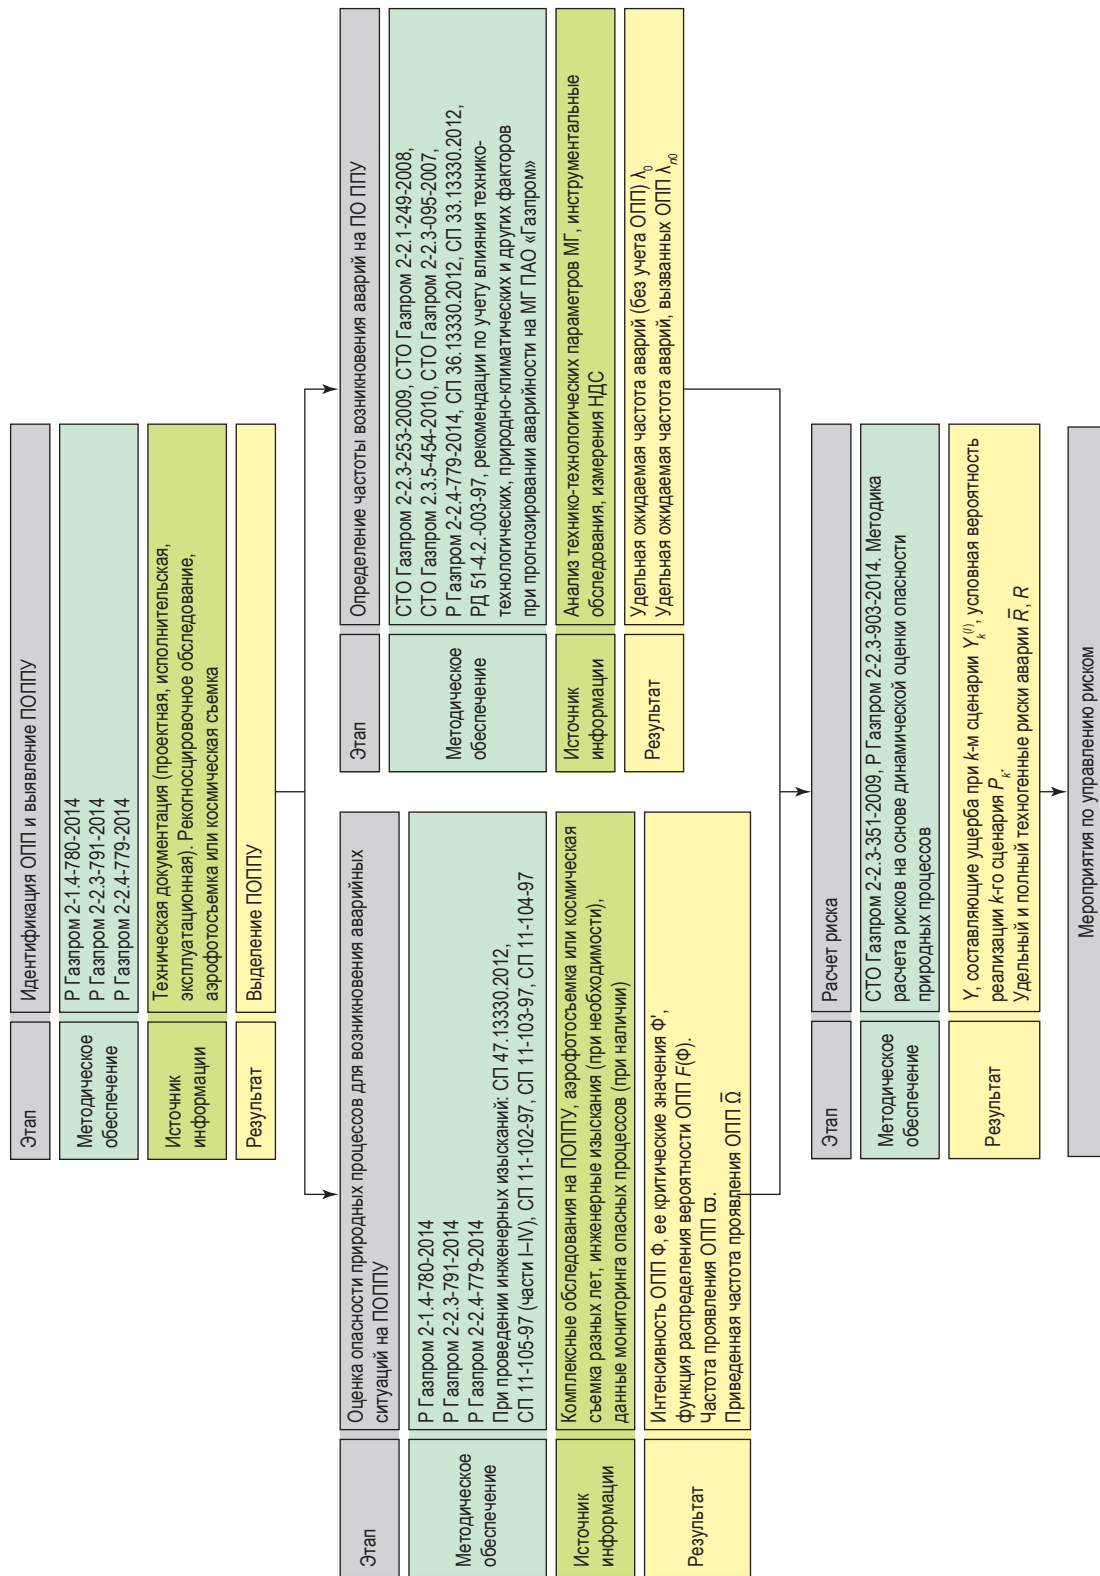 Этап
Идентификация ОПП и выявление ПОППУ
Методическое
обеспечение
Р Газпром 2-1.4-780-2014
Р Газпром 2-2.3-791-2014
Р Газпром 2-2.4-779-2014
Источник
информации
Техническая документация (проектная, исполнительская,
эксплуатационная). Рекогносцировочное обследование,
аэрофотосъемка или космическая съемка
Результат
Выделение ПОППУ
Этап
Оценка опасности природных процессов для возникновения аварийных
ситуаций на ПОППУ
Методическое
обеспечение
Р Газпром 2-1.4-780-2014
Р Газпром 2-2.3-791-2014
Р Газпром 2-2.4-779-2014
При проведении инженерных изысканий: СП 47.13330.2012,
СП 11-105-97 (части I–IV), СП 11-102-97, СП 11-103-97, СП 11-104-97
Источник
информации
Комплексные обследования на ПОППУ, аэрофотосъемка или космическая
съемка разных лет, инженерные изыскания (при необходимости),
данные мониторинга опасных процессов (при наличии)
Результат
Интенсивность ОПП Ф, ее критические значения Ф',
функция распределения вероятности ОПП F(Ф).
Частота проявления ОПП ϖ.
Приведенная частота проявления ОПП Ω̅
Этап
Определение частоты возникновения аварий на ПО ППУ
Методическое
обеспечение
СТО Газпром 2-2.3-253-2009, СТО Газпром 2-2.1-249-2008,
СТО Газпром 2.3.5-454-2010, СТО Газпром 2-2.3-095-2007,
Р Газпром 2-2.4-779-2014, СП 36.13330.2012, СП 33.13330.2012,
РД 51-4.2.-003-97, рекомендации по учету влияния технико-
технологических, природно-климатических и других факторов
при прогнозировании аварийности на МГ ПАО «Газпром»
Источник
информации
Анализ технико-технологических параметров МГ, инструментальные
обследования, измерения НДС
Результат
Удельная ожидаемая частота аварий (без учета ОПП) λ₀
Удельная ожидаемая частота аварий, вызванных ОПП λₙ₀
Этап
Расчет риска
Методическое
обеспечение
СТО Газпром 2-2.3-351-2009, Р Газпром 2-2.3-903-2014. Методика
расчета рисков на основе динамической оценки опасности
природных процессов
Результат
Y, составляющие ущерба при k-м сценарии Yₖ⁽ˡ⁾, условная вероятность
реализации k-го сценария Pₖ.
Удельный и полный техногенные риски аварии R̅, R
Мероприятия по управлению риском